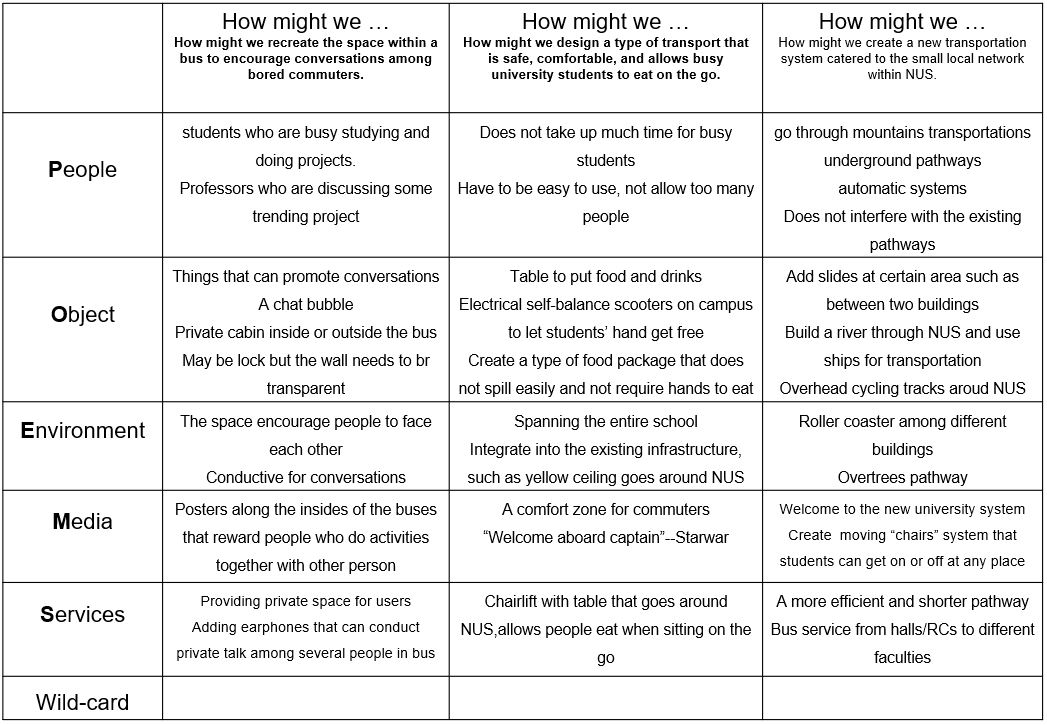 How might we …
How might we recreate the space within a
bus to encourage conversations among
bored commuters.
How might we …
How might we design a type of transport that
is safe, comfortable, and allows busy
university students to eat on the go.
How might we …
How might we create a new transportation
system catered to the small local network
within NUS.
People
students who are busy studying and
doing projects.
Professors who are discussing some
trending project
Does not take up much time for busy
students
Have to be easy to use, not allow too many
people
go through mountains transportations
underground pathways
automatic systems
Does not interfere with the existing
pathways
Object
Things that can promote conversations
A chat bubble
Private cabin inside or outside the bus
May be lock but the wall needs to br
transparent
Table to put food and drinks
Electrical self-balance scooters on campus
to let students’ hand get free
Create a type of food package that does
not spill easily and not require hands to eat
Add slides at certain area such as
between two buildings
Build a river through NUS and use
ships for transportation
Overhead cycling tracks aroud NUS
Environment
The space encourage people to face
each other
Conductive for conversations
Spanning the entire school
Integrate into the existing infrastructure,
such as yellow ceiling goes around NUS
Roller coaster among different
buildings
Overtrees pathway
Media
Posters along the insides of the buses
that reward people who do activities
together with other person
A comfort zone for commuters
“Welcome aboard captain”--Starwar
Welcome to the new university system
Create moving “chairs” system that
students can get on or off at any place
Services
Providing private space for users
Adding earphones that can conduct
private talk among several people in bus
Chairlift with table that goes around
NUS,allows people eat when sitting on the
go
A more efficient and shorter pathway
Bus service from halls/RCs to different
faculties
Wild-card